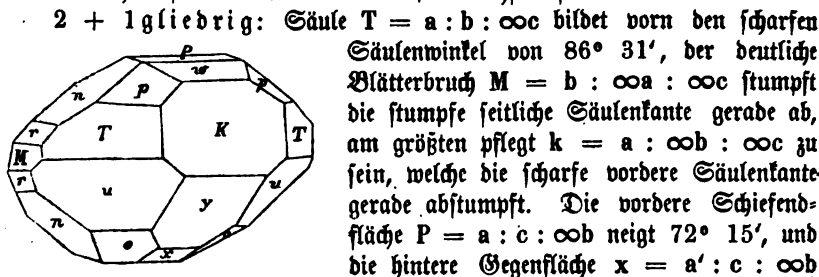 2 + 1gliedrig: Säule T = a : b : ∞c bildet vorn den scharfen
Säulenwinkel von 86° 31′, der deutliche
Blätterbruch M = b : ∞a : ∞c stumpft
die stumpfe seitliche Säulenkante gerade ab,
am größten pflegt k = a : ∞b : ∞c zu
sein, welche die scharfe vordere Säulenkante
gerade abstumpft. Die vordere Schiefend=
fläche P = a : c : ∞b neigt 72° 15′, und
die hintere Gegenfläche x = a′ : c : ∞b
P
w
n
p
p
r
T
K
T
M
r
u
u
y
n
o
x
o